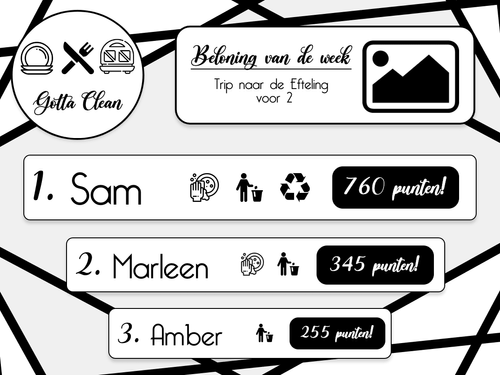 Gotta Clean
Beloning van de week
Trip naar de Efteling
voor 2
1. Sam 760 punten!
2. Marleen 345 punten!
3. Amber 255 punten!